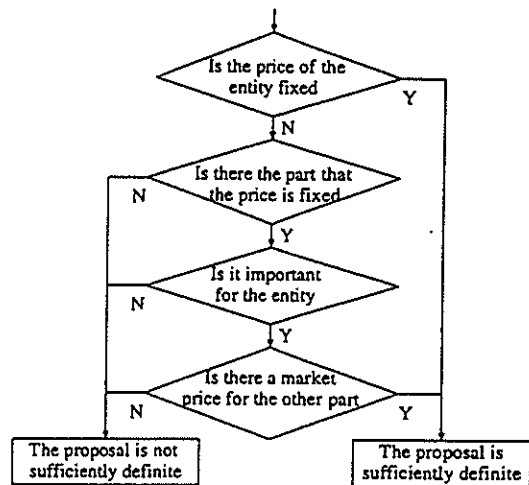 Is the price of the
entity fixed
Y
N
Is there the part that
the price is fixed
N
Y
Is it important
for the entity
N
Y
Is there a market
price for the other part
N
Y
The proposal is not
sufficiently definite
The proposal is
sufficiently definite